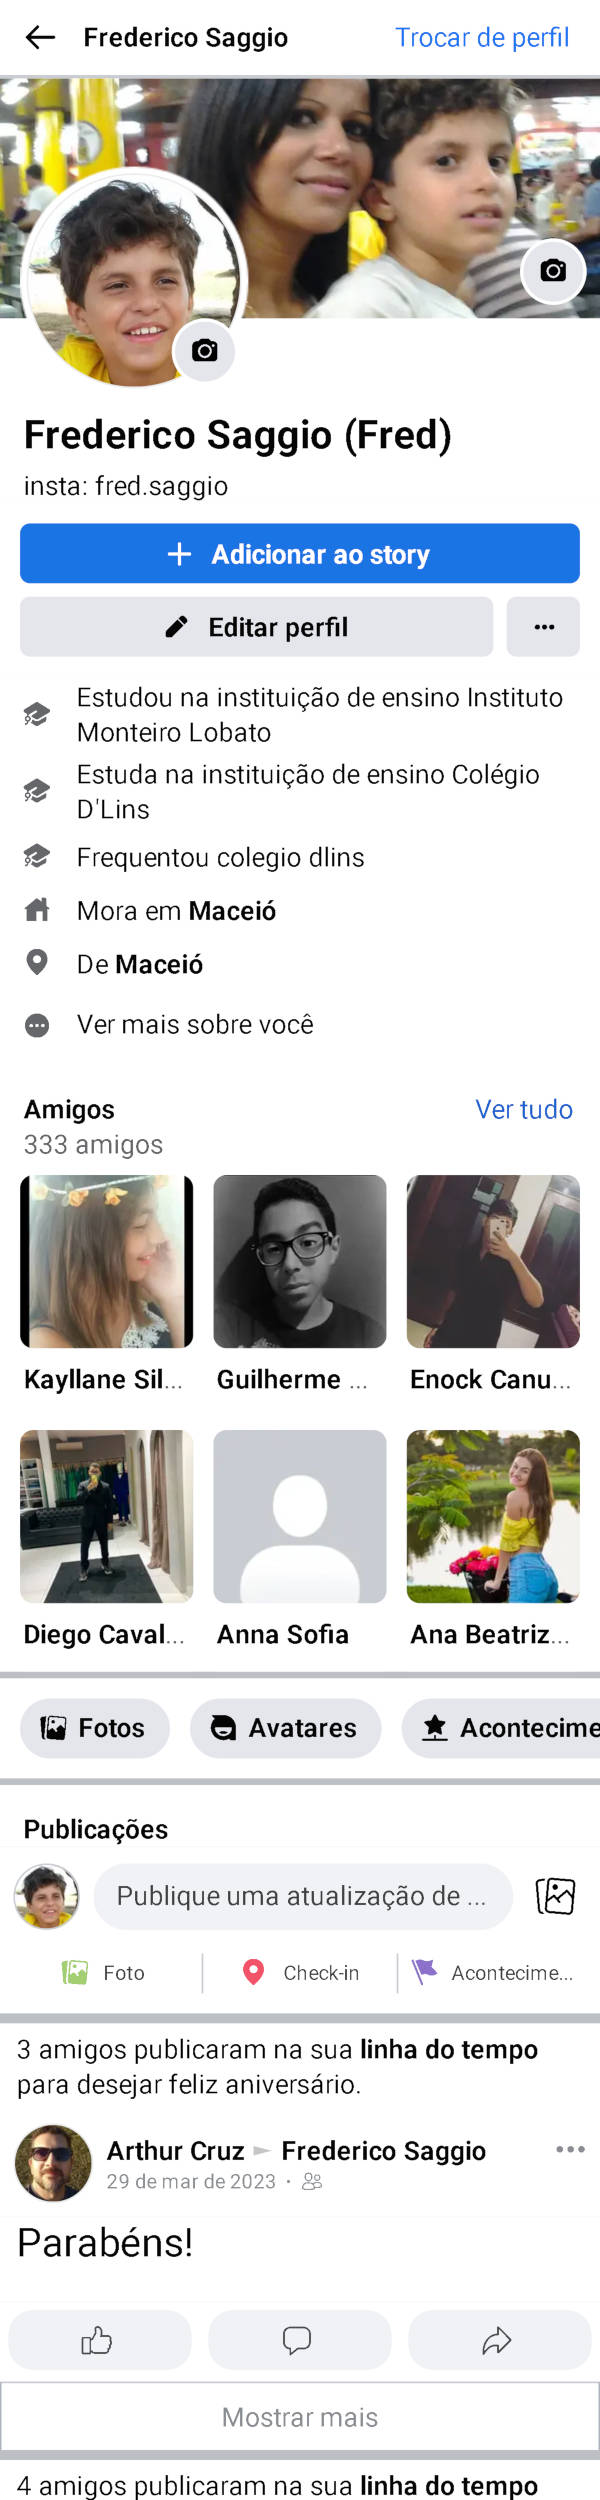 Frederico Saggio
Trocar de perfil
Frederico Saggio (Fred)
insta: fred.saggio
Adicionar ao story
Editar perfil
Estudou na instituição de ensino Instituto
Monteiro Lobato
Estuda na instituição de ensino Colégio
D'Lins
Frequentou colegio dlins
Mora em Maceió
De Maceió
Ver mais sobre você
Amigos
Ver tudo
333 amigos
Kayllane Sil...
Guilherme ...
Enock Canu...
Diego Caval...
Anna Sofia
Ana Beatriz...
Fotos
Avatares
Acontecime
Publicações
Publique uma atualização de ...
Foto
Check-in
Acontecime...
3 amigos publicaram na sua linha do tempo
para desejar feliz aniversário.
Arthur Cruz ► Frederico Saggio
29 de mar de 2023 ·
Parabéns!
Mostrar mais
4 amigos publicaram na sua linha do tempo